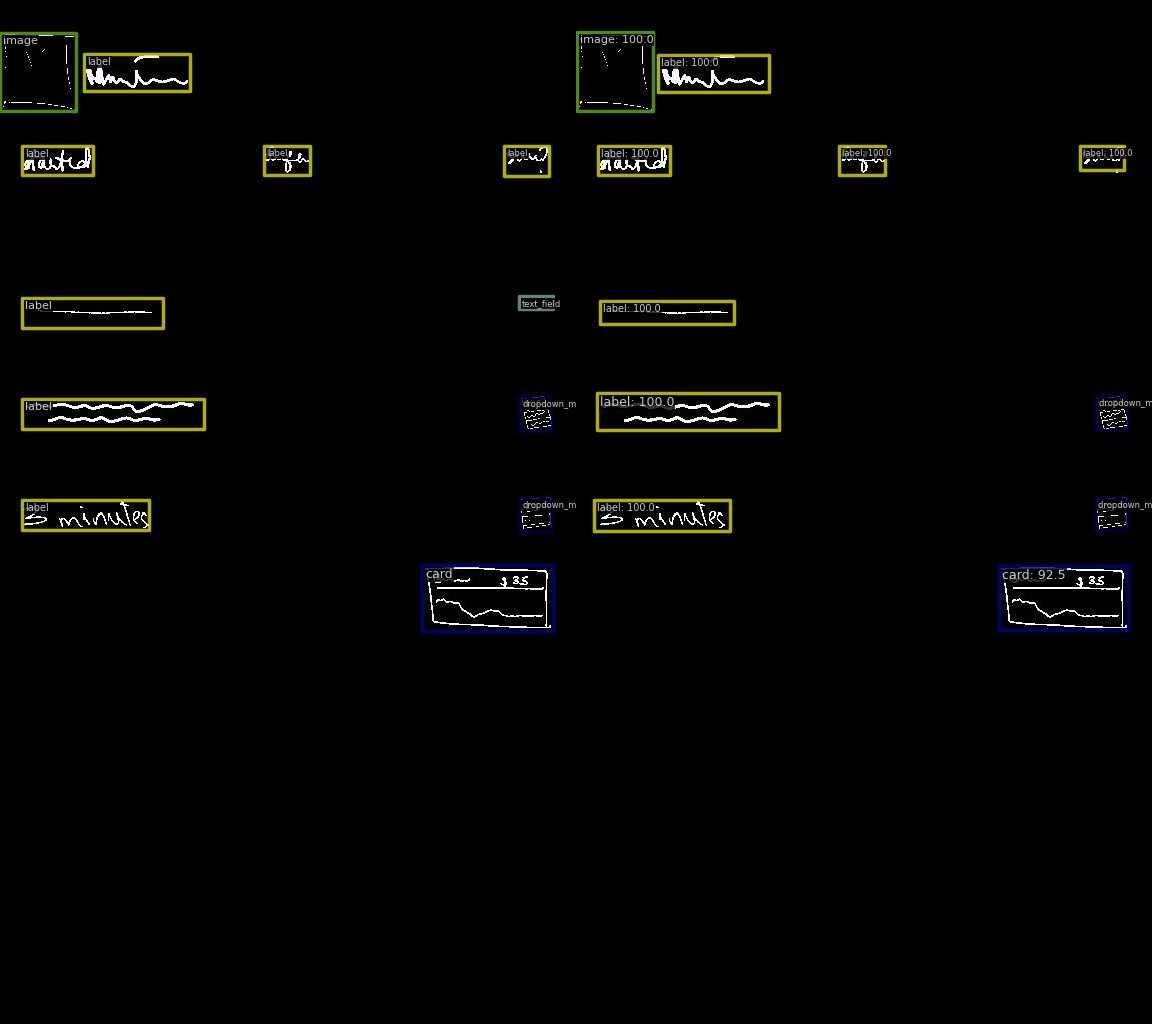 image image: 100.0
label label: 100.0
label label label label: 100.0 label: 100.0 label: 100.0
label text_field label: 100.0
label dropdown_m label: 100.0 dropdown_m
label dropdown_m label: 100.0 dropdown_m
5 minutes 5 minutes
card card: 92.5
$ 35 $ 35